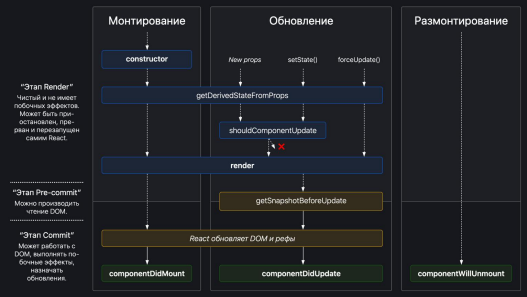 Монтирование
Обновление
Размонтирование
New props
setState()
forceUpdate()
constructor
“Этап Render”
Чистый и не имеет
побочных эффектов.
Может быть при-
остановлен, пре-
рван и перезапущен
самим React.
getDerivedStateFromProps
shouldComponentUpdate
render
“Этап Pre-commit”
Можно производить
чтение DOM.
getSnapshotBeforeUpdate
“Этап Commit”
Может работать с
DOM, выполнять по-
бочные эффекты,
назначать
обновления.
React обновляет DOM и рефы
componentDidMount
componentDidUpdate
componentWillUnmount